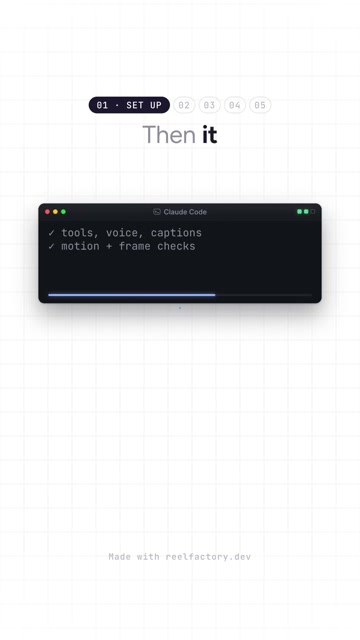 01 · SET UP 02 03 04 05
Then it
Claude Code
✓ tools, voice, captions
✓ motion + frame checks
Made with reelfactory.dev